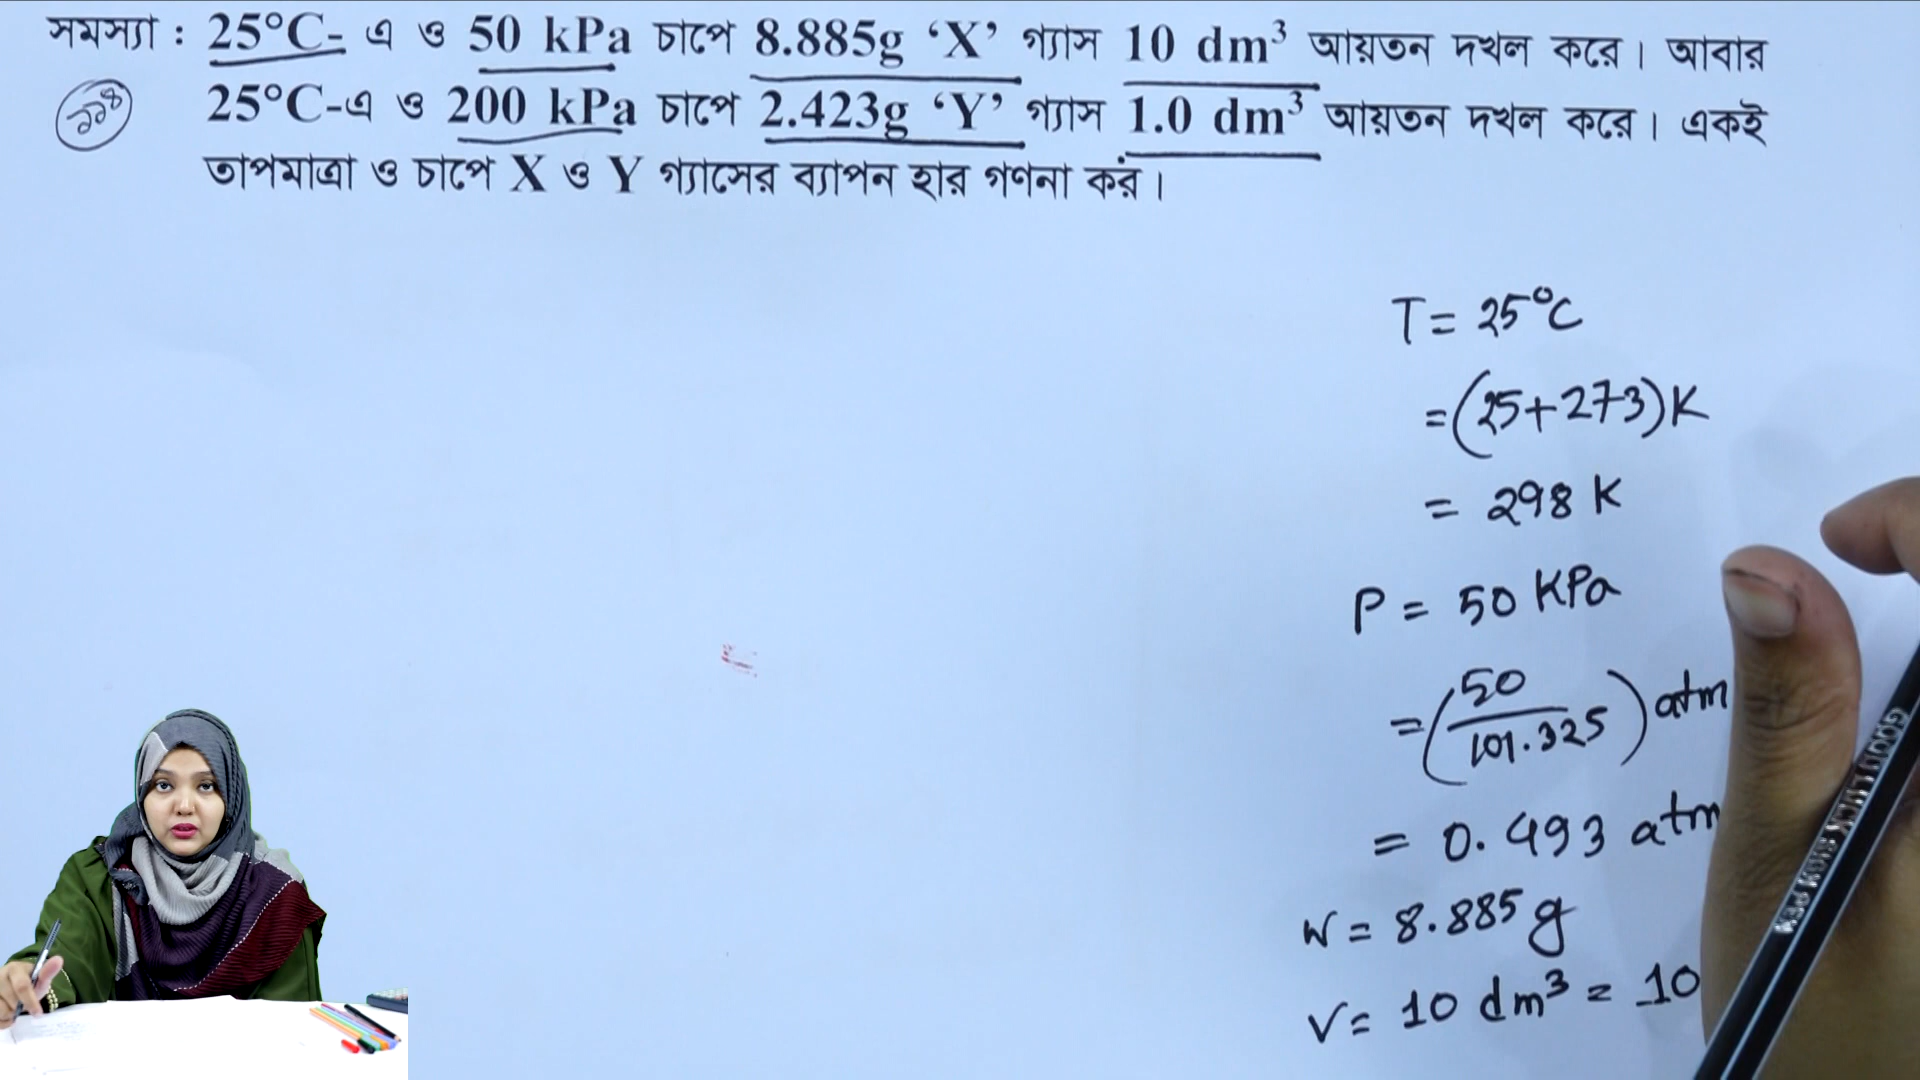 সমস্যা : 25°C- এ ও 50 kPa চাপে 8.885g ‘X’ গ্যাস 10 dm³ আয়তন দখল করে। আবার
25°C-এ ও 200 kPa চাপে 2.423g ‘Y’ গ্যাস 1.0 dm³ আয়তন দখল করে। একই
তাপমাত্রা ও চাপে X ও Y গ্যাসের ব্যাপন হার গণনা কর।
T = 25°C
= (25+273) K
= 298 K
P = 50 KPa
= (50/101.325) atm
= 0.493 atm
W = 8.885 g
V = 10 dm³ = 10